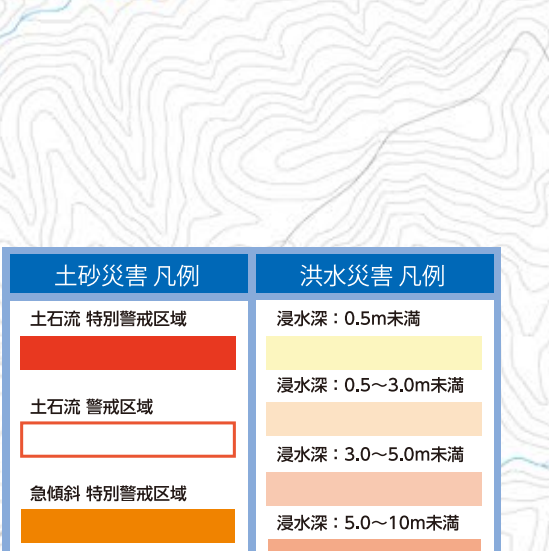 土砂災害 凡例
土石流 特別警戒区域
土石流 警戒区域
急傾斜 特別警戒区域
洪水災害 凡例
浸水深：0.5m未満
浸水深：0.5～3.0m未満
浸水深：3.0～5.0m未満
浸水深：5.0～10m未満